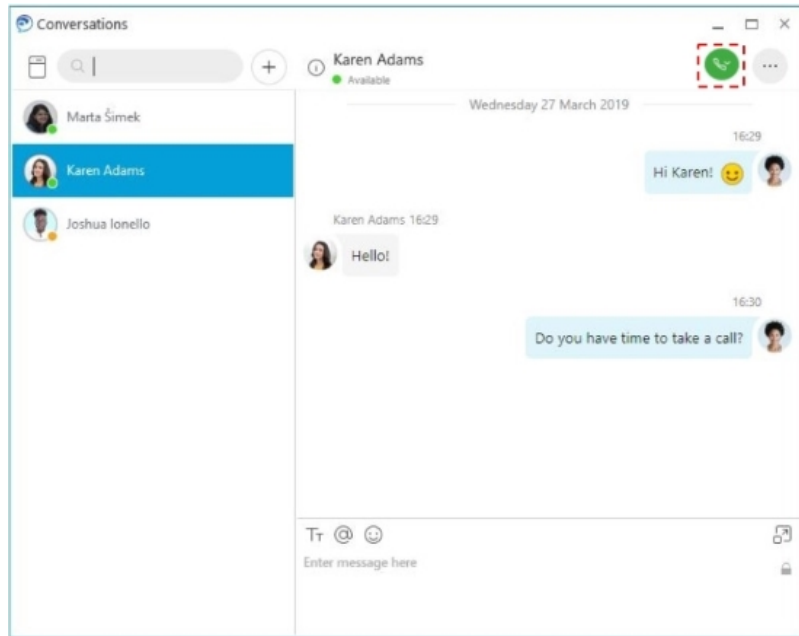 Conversations
Karen Adams
Available
Marta Šimek
Karen Adams
Joshua Ionello
Wednesday 27 March 2019
16:29
Hi Karen!
Karen Adams 16:29
Hello!
16:30
Do you have time to take a call?
Enter message here